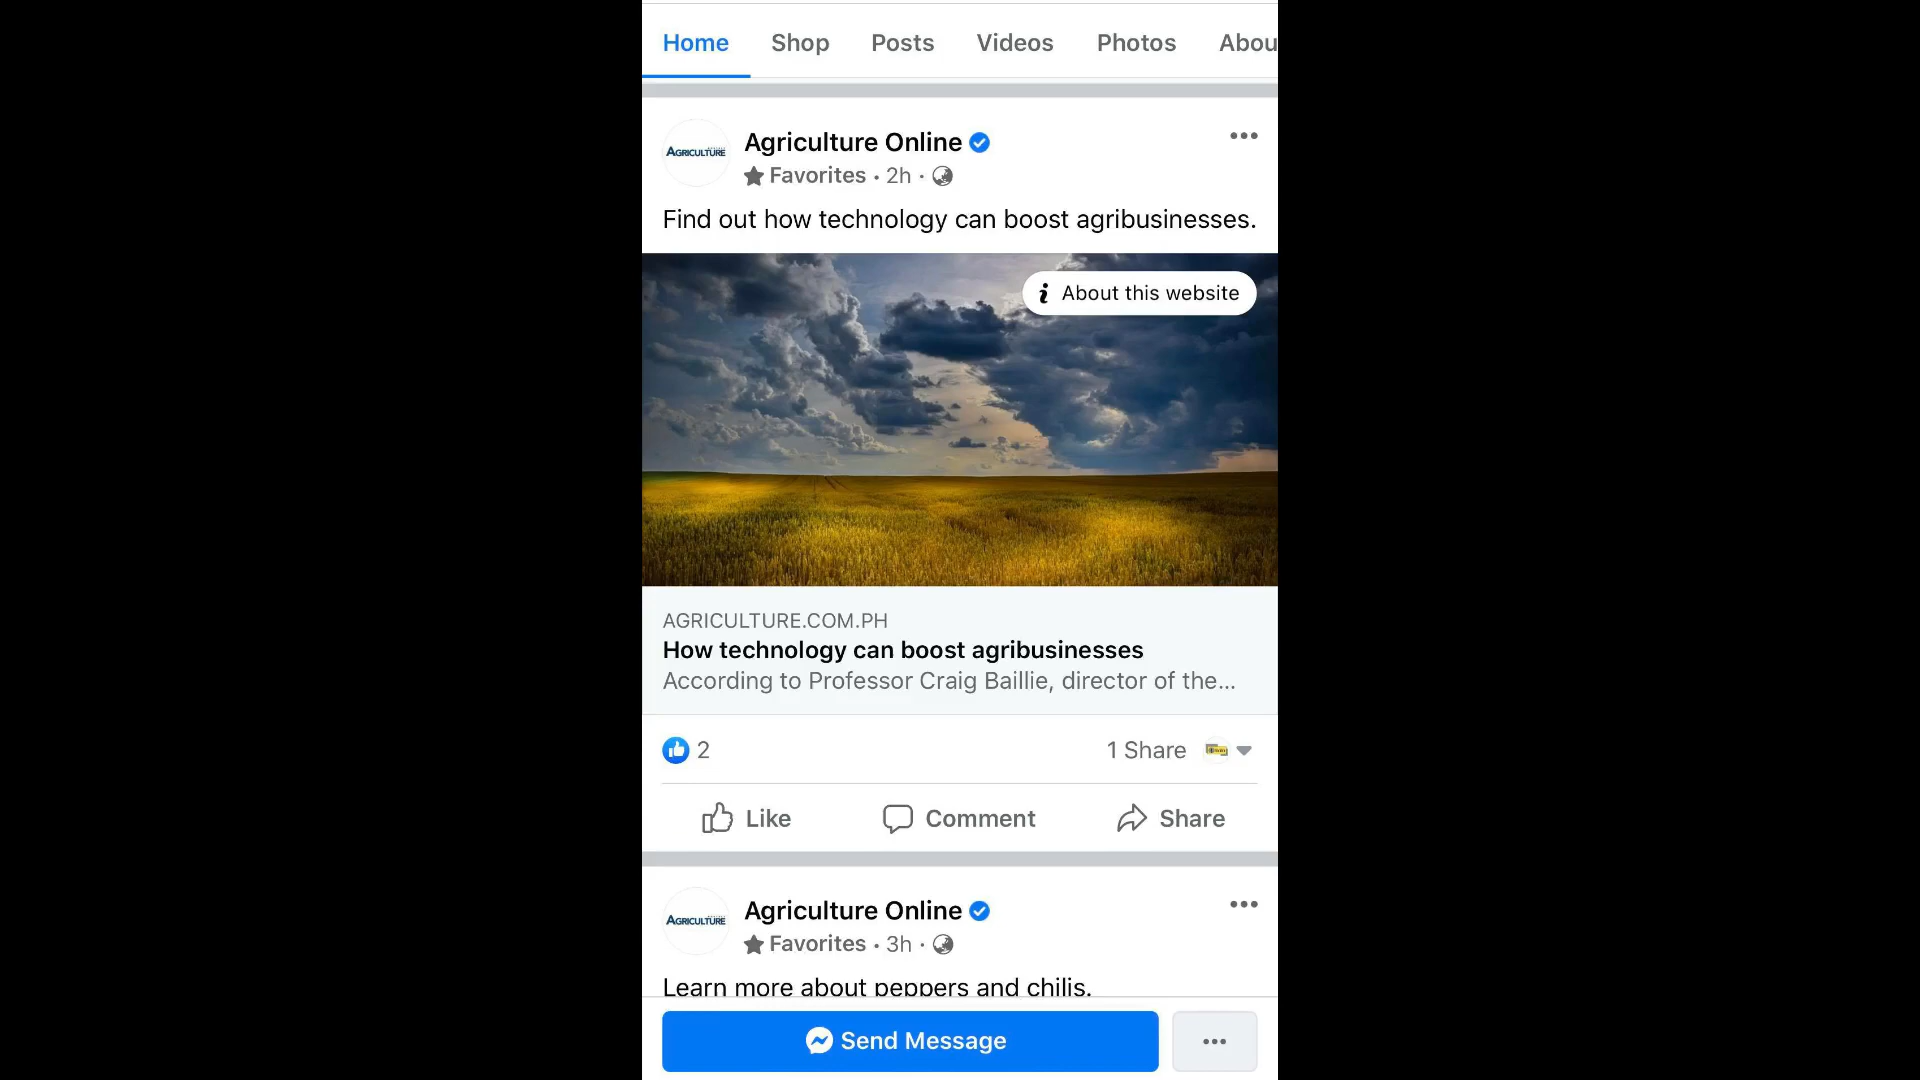 Home Shop Posts Videos Photos Abou
AGRICULTURE
Agriculture Online
Favorites · 2h ·
Find out how technology can boost agribusinesses.
i About this website
AGRICULTURE.COM.PH
How technology can boost agribusinesses
According to Professor Craig Baillie, director of the...
2 1 Share
Like Comment Share
AGRICULTURE
Agriculture Online
Favorites · 3h ·
Learn more about peppers and chilis.
Send Message